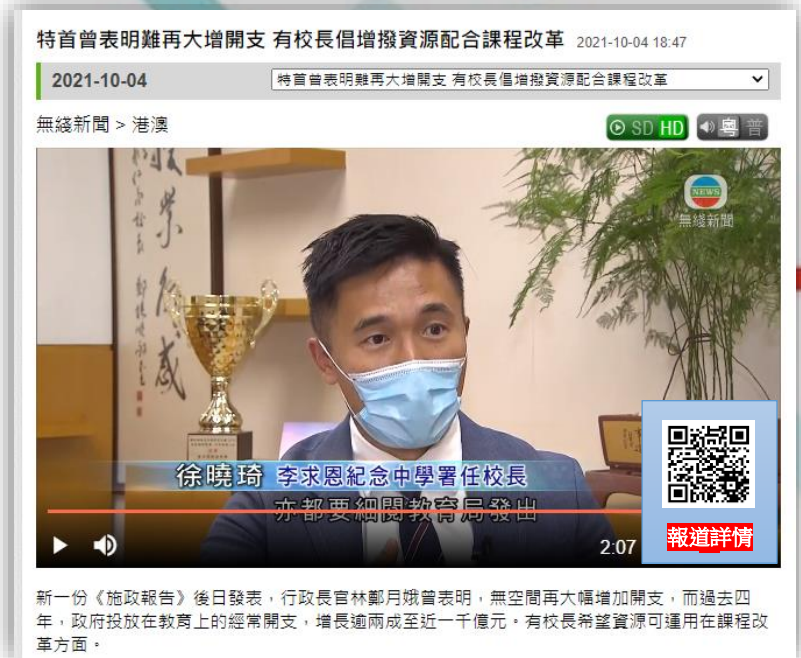 特首曾表明難再大增開支 有校長倡增撥資源配合課程改革 2021-10-04 18:47
2021-10-04 特首曾表明難再大增開支 有校長倡增撥資源配合課程改革
無綫新聞 > 港澳
SD HD 粵 普
NEWS
無綫新聞
徐曉琦 李求恩紀念中學署任校長
亦都要細閱教育局發出
2:07
報道詳情
新一份《施政報告》後日發表，行政長官林鄭月娥曾表明，無空間再大幅增加開支，而過去四
年，政府投放在教育上的經常開支，增長逾兩成至近一千億元。有校長希望資源可運用在課程改
革方面。